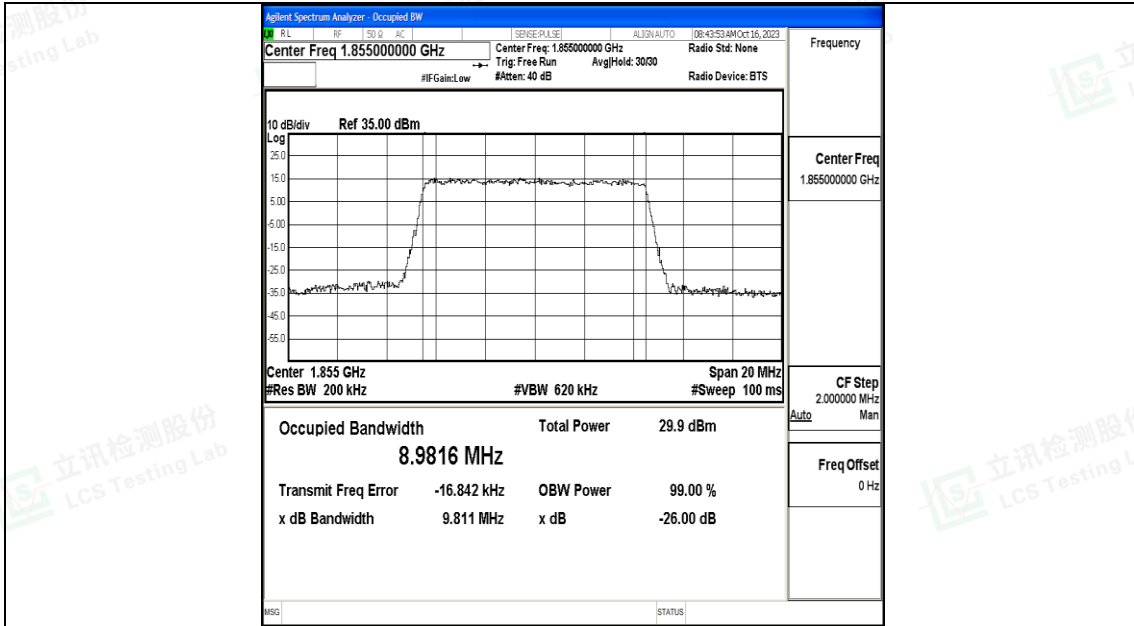 Agilent Spectrum Analyzer - Occupied BW
RL RF 50 Ω AC SENSE:PULSE ALIGN AUTO 08:43:53 AM Oct 16, 2023
Center Freq 1.855000000 GHz
Center Freq: 1.855000000 GHz
Radio Std: None
Trig: Free Run Avg|Hold: 30/30
#IFGain:Low
#Atten: 40 dB
Radio Device: BTS
Frequency
10 dB/div Ref 35.00 dBm
Log
25.0
15.0
5.00
-5.00
-15.0
-25.0
-35.0
-45.0
-55.0
Center Freq
1.855000000 GHz
Center 1.855 GHz
Span 20 MHz
#Res BW 200 kHz
#VBW 620 kHz
#Sweep 100 ms
CF Step
2.000000 MHz
Auto Man
Occupied Bandwidth
Total Power 29.9 dBm
8.9816 MHz
Freq Offset
0 Hz
Transmit Freq Error -16.842 kHz OBW Power 99.00 %
x dB Bandwidth 9.811 MHz x dB -26.00 dB
MSG
STATUS
立讯检测股份
LCS Testing Lab
立讯检测股份
LCS Testing L
测股份
sting Lab
立